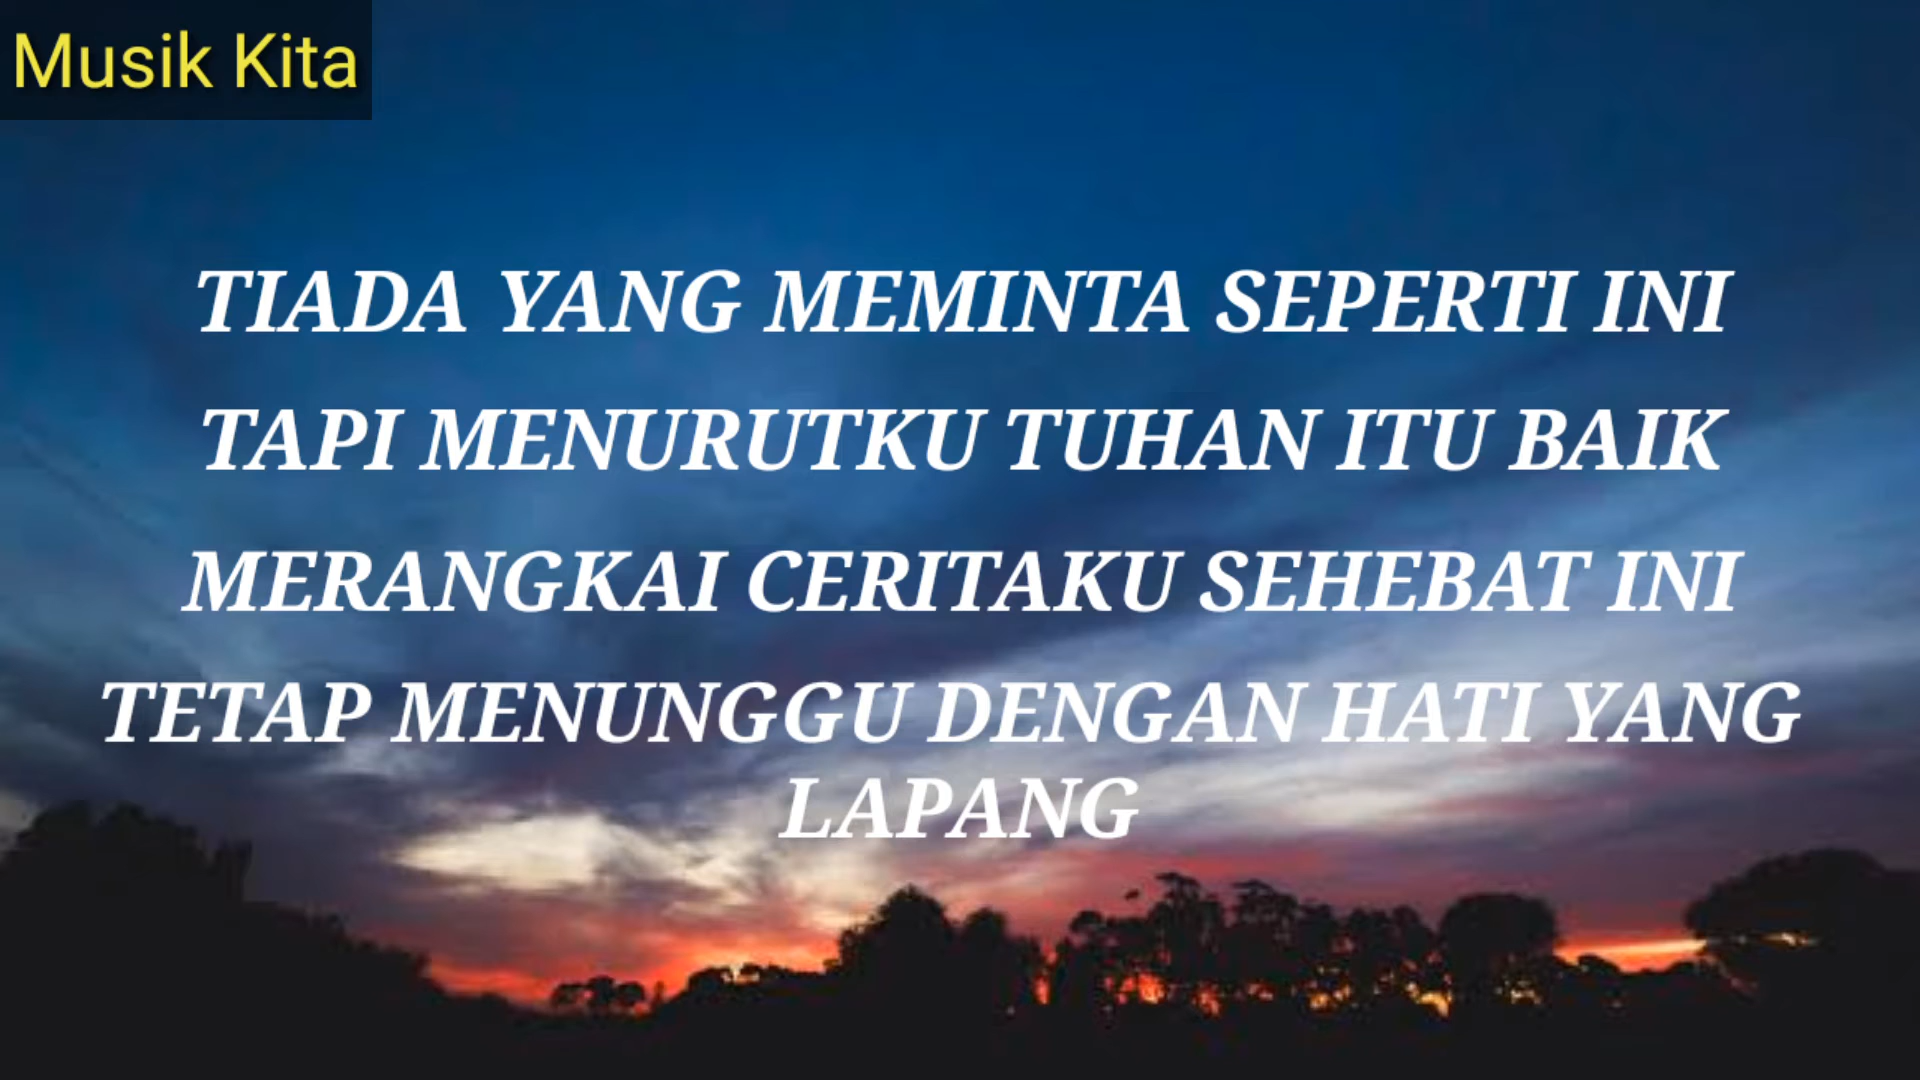 Musik Kita
TIADA YANG MEMINTA SEPERTI INI
TAPI MENURUTKU TUHAN ITU BAIK
MERANGKAI CERITAKU SEHEBAT INI
TETAP MENUNGGU DENGAN HATI YANG
LAPANG